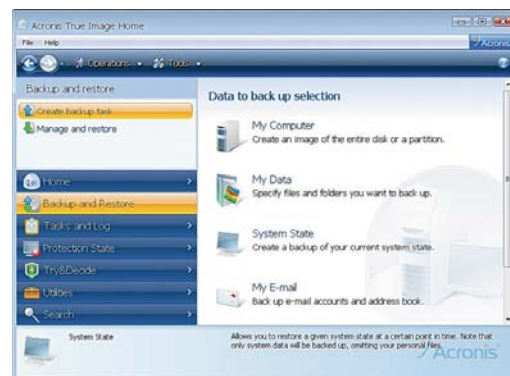 Acronis True Image Home
File Help
Acronis
Operations Tools
Backup and restore
Create backup task
Manage and restore
Home
Backup and Restore
Tasks and Log
Protection State
Try&Decide
Utilities
Search
Data to back up selection
My Computer
Create an image of the entire disk or a partition.
My Data
Specify files and folders you want to back up.
System State
Create a backup of your current system state.
My E-mail
Back up e-mail accounts and address book.
System State
Allows you to restore a given system state at a certain point in time. Note that
only system data will be backed up, omitting your personal files.
Acronis